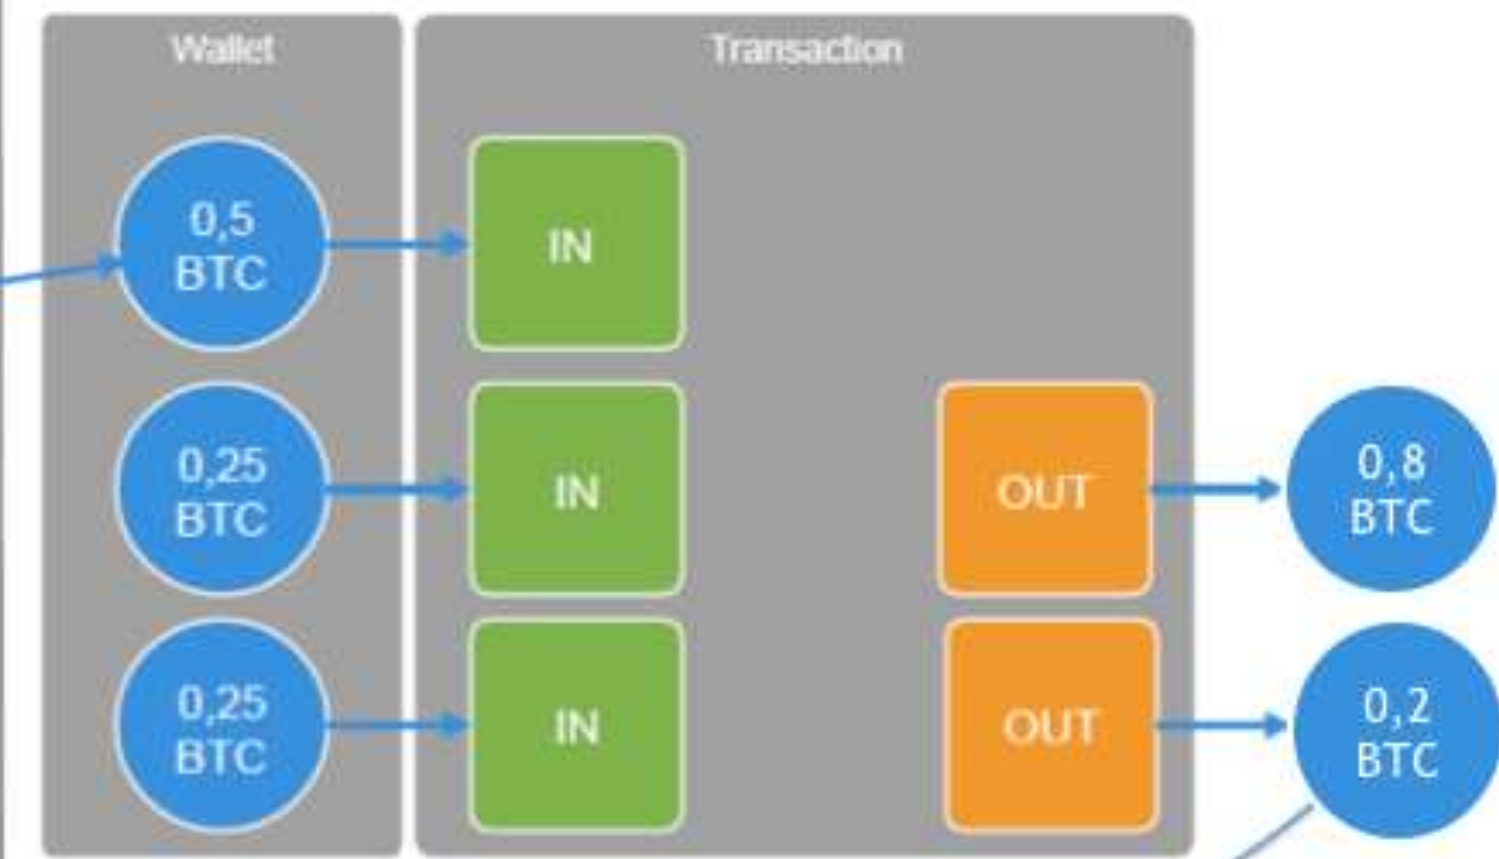 Wallet
Transaction
0,5
BTC
IN
0,25
BTC
IN
OUT
0,8
BTC
0,25
BTC
IN
OUT
0,2
BTC